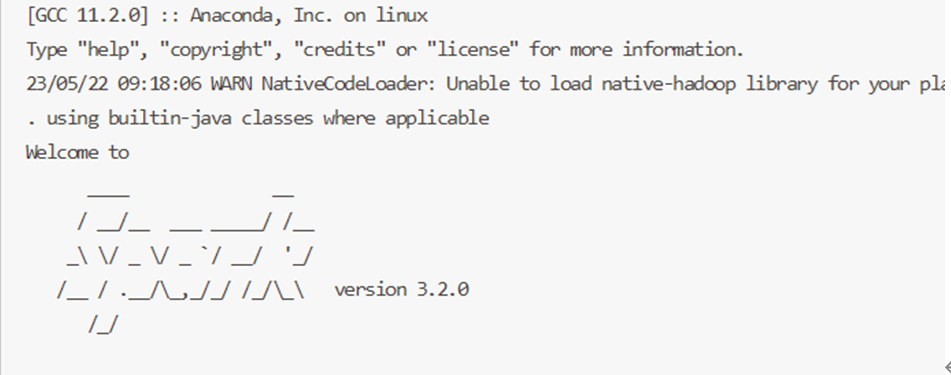 [GCC 11.2.0] :: Anaconda, Inc. on linux
Type "help", "copyright", "credits" or "license" for more information.
23/05/22 09:18:06 WARN NativeCodeLoader: Unable to load native-hadoop library for your
. using builtin-java classes where applicable
Welcome to
      ____              __
     / __/__  ___ _____/ /__
    _\ \/ _ \/ _ `/ __/  '_/
   /__ / .__/\_,_/_/ /_/\_\   version 3.2.0
      /_/